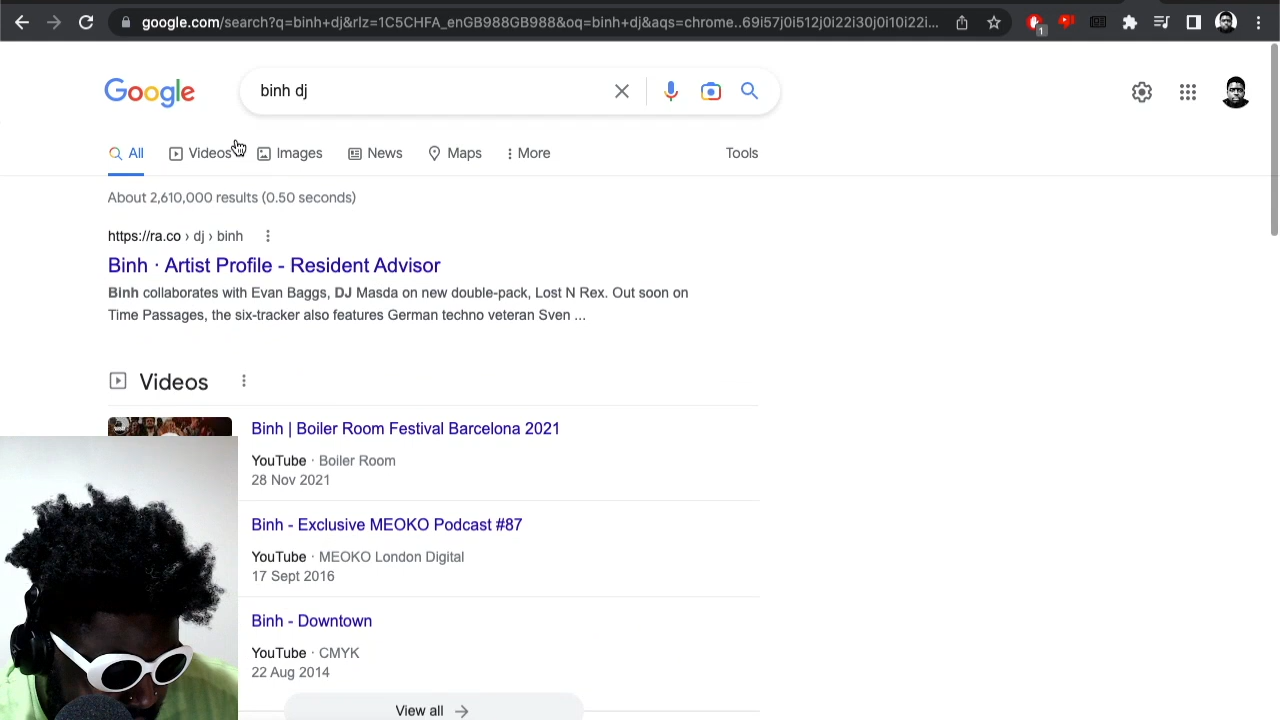 google.com/search?q=binh+dj&rlz=1C5CHFA_enGB988GB988&oq=binh+dj&aqs=chrome..69i57j0i512j0i22i30j0i10i22i...
1
Google
binh dj
All Videos Images News Maps More Tools
About 2,610,000 results (0.50 seconds)
https://ra.co › dj › binh
Binh · Artist Profile - Resident Advisor
Binh collaborates with Evan Baggs, DJ Masda on new double-pack, Lost N Rex. Out soon on
Time Passages, the six-tracker also features German techno veteran Sven ...
Videos
Binh | Boiler Room Festival Barcelona 2021
YouTube · Boiler Room
28 Nov 2021
Binh - Exclusive MEOKO Podcast #87
YouTube · MEOKO London Digital
17 Sept 2016
Binh - Downtown
YouTube · CMYK
22 Aug 2014
View all